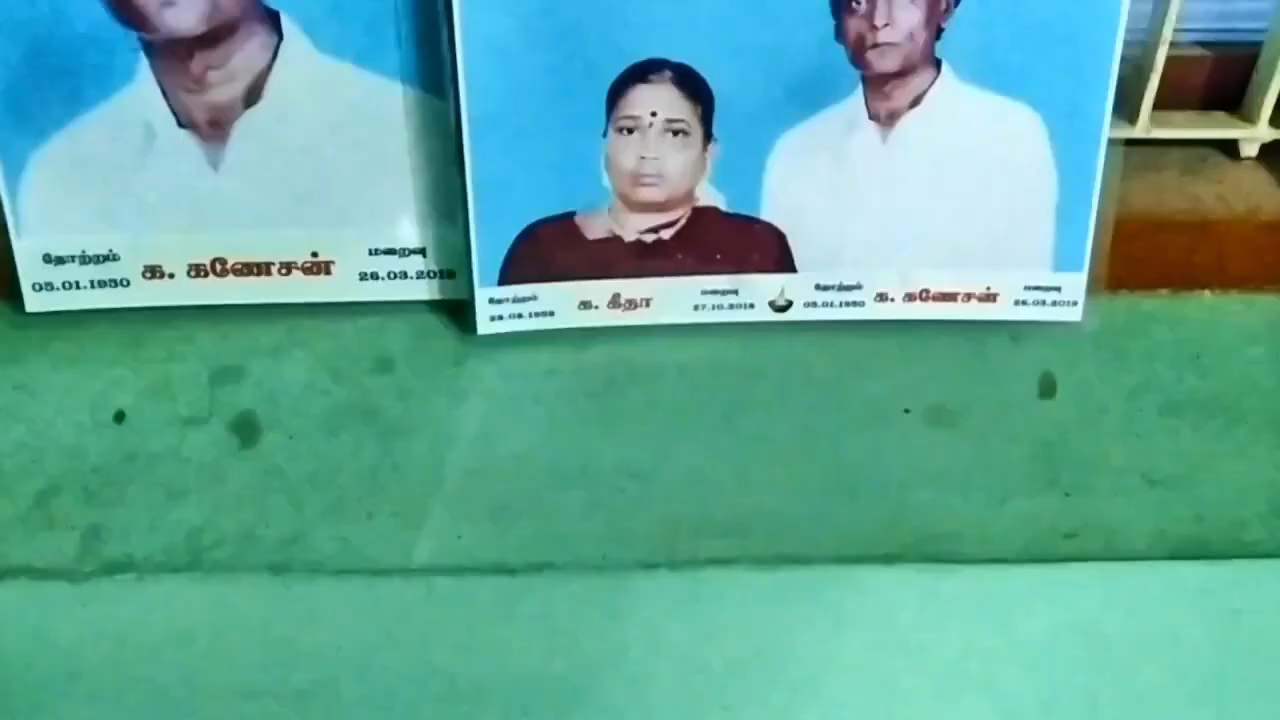 தோற்றம் க. கணேசன் மறைவு
05.01.1950 26.03.2019
தோற்றம் க. கீதா மறைவு
27.10.2018
தோற்றம் க. கணேசன் மறைவு
05.01.1950 26.03.2019